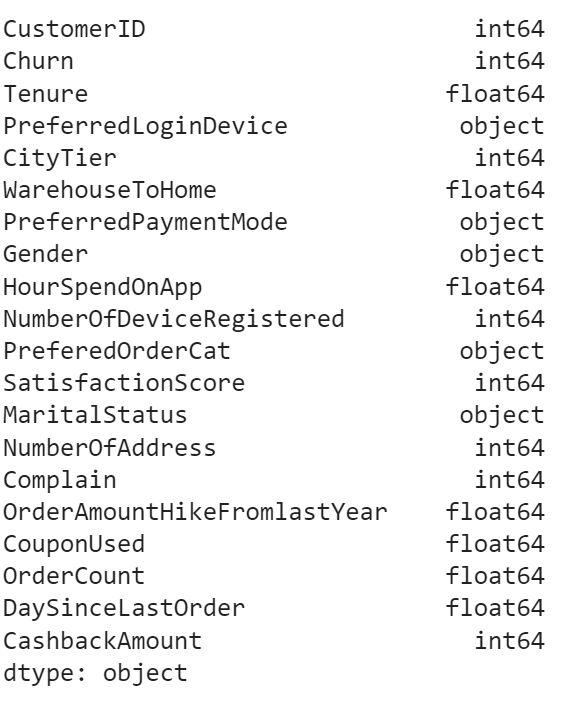 CustomerID int64
Churn int64
Tenure float64
PreferredLoginDevice object
CityTier int64
WarehouseToHome float64
PreferredPaymentMode object
Gender object
HourSpendOnApp float64
NumberOfDeviceRegistered int64
PreferedOrderCat object
SatisfactionScore int64
MaritalStatus object
NumberOfAddress int64
Complain int64
OrderAmountHikeFromlastYear float64
CouponUsed float64
OrderCount float64
DaySinceLastOrder float64
CashbackAmount int64
dtype: object